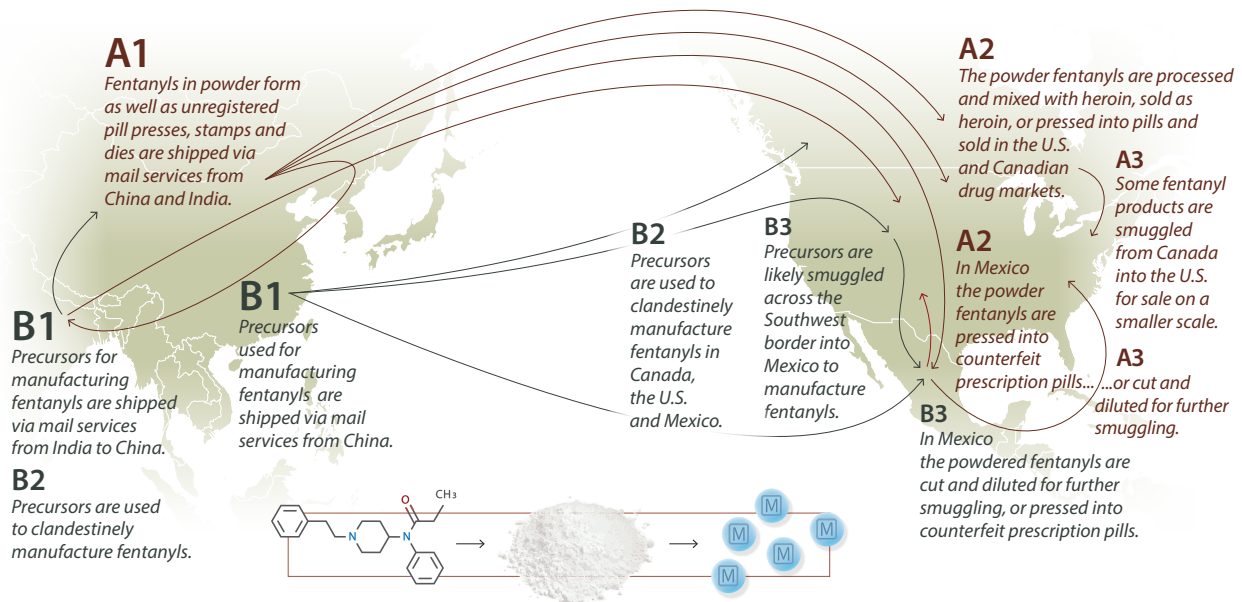 A1
Fentanyls in powder form
as well as unregistered
pill presses, stamps and
dies are shipped via
mail services from
China and India.
B1
Precursors for
manufacturing
fentanyls are shipped
via mail services
from India to China.
B2
Precursors are used
to clandestinely
manufacture fentanyls.
B1
Precursors
used for
manufacturing
fentanyls are
shipped via mail
services from China.
B2
Precursors
are used to
clandestinely
manufacture
fentanyls in
Canada,
the U.S.
and Mexico.
B3
Precursors are
likely smuggled
across the
Southwest
border into
Mexico to
manufacture
fentanyls.
A2
The powder fentanyls are processed
and mixed with heroin, sold as
heroin, or pressed into pills and
sold in the U.S.
and Canadian
drug markets.
A3
Some fentanyl
products are
smuggled
from Canada
into the U.S.
for sale on a
smaller scale.
A2
In Mexico
the powder
fentanyls are
pressed into
counterfeit
prescription pills...
A3
...or cut and
diluted for further
smuggling.
B3
In Mexico
the powdered fentanyls are
cut and diluted for further
smuggling, or pressed into
counterfeit prescription pills.
O
CH3
N
N
M
M
M
M
M